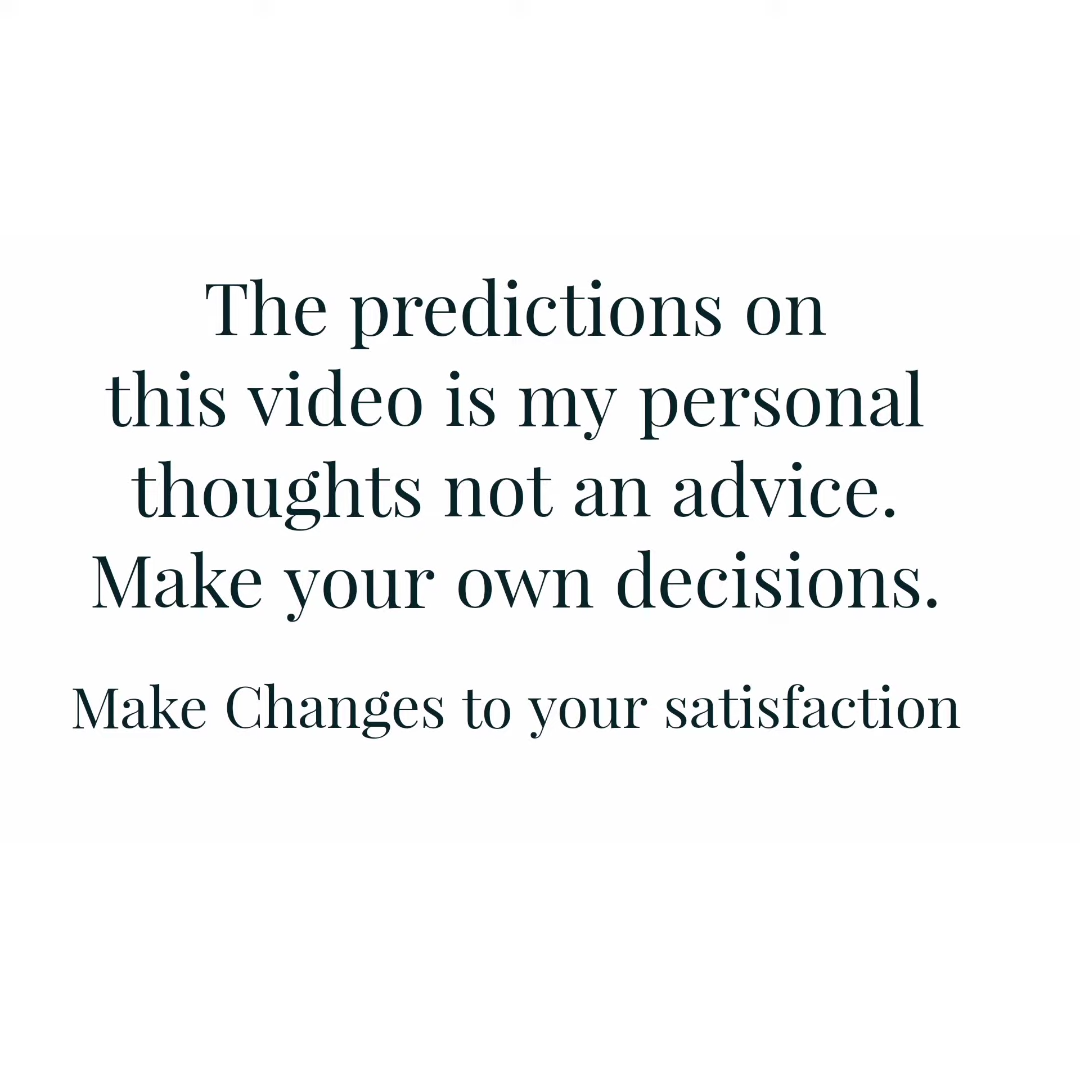 The predictions on
this video is my personal
thoughts not an advice.
Make your own decisions.
Make Changes to your satisfaction